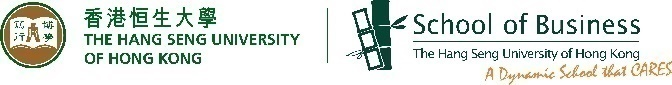 香港恒生大學
THE HANG SENG UNIVERSITY
OF HONG KONG
School of Business
The Hang Seng University of Hong Kong
A Dynamic School that CARES